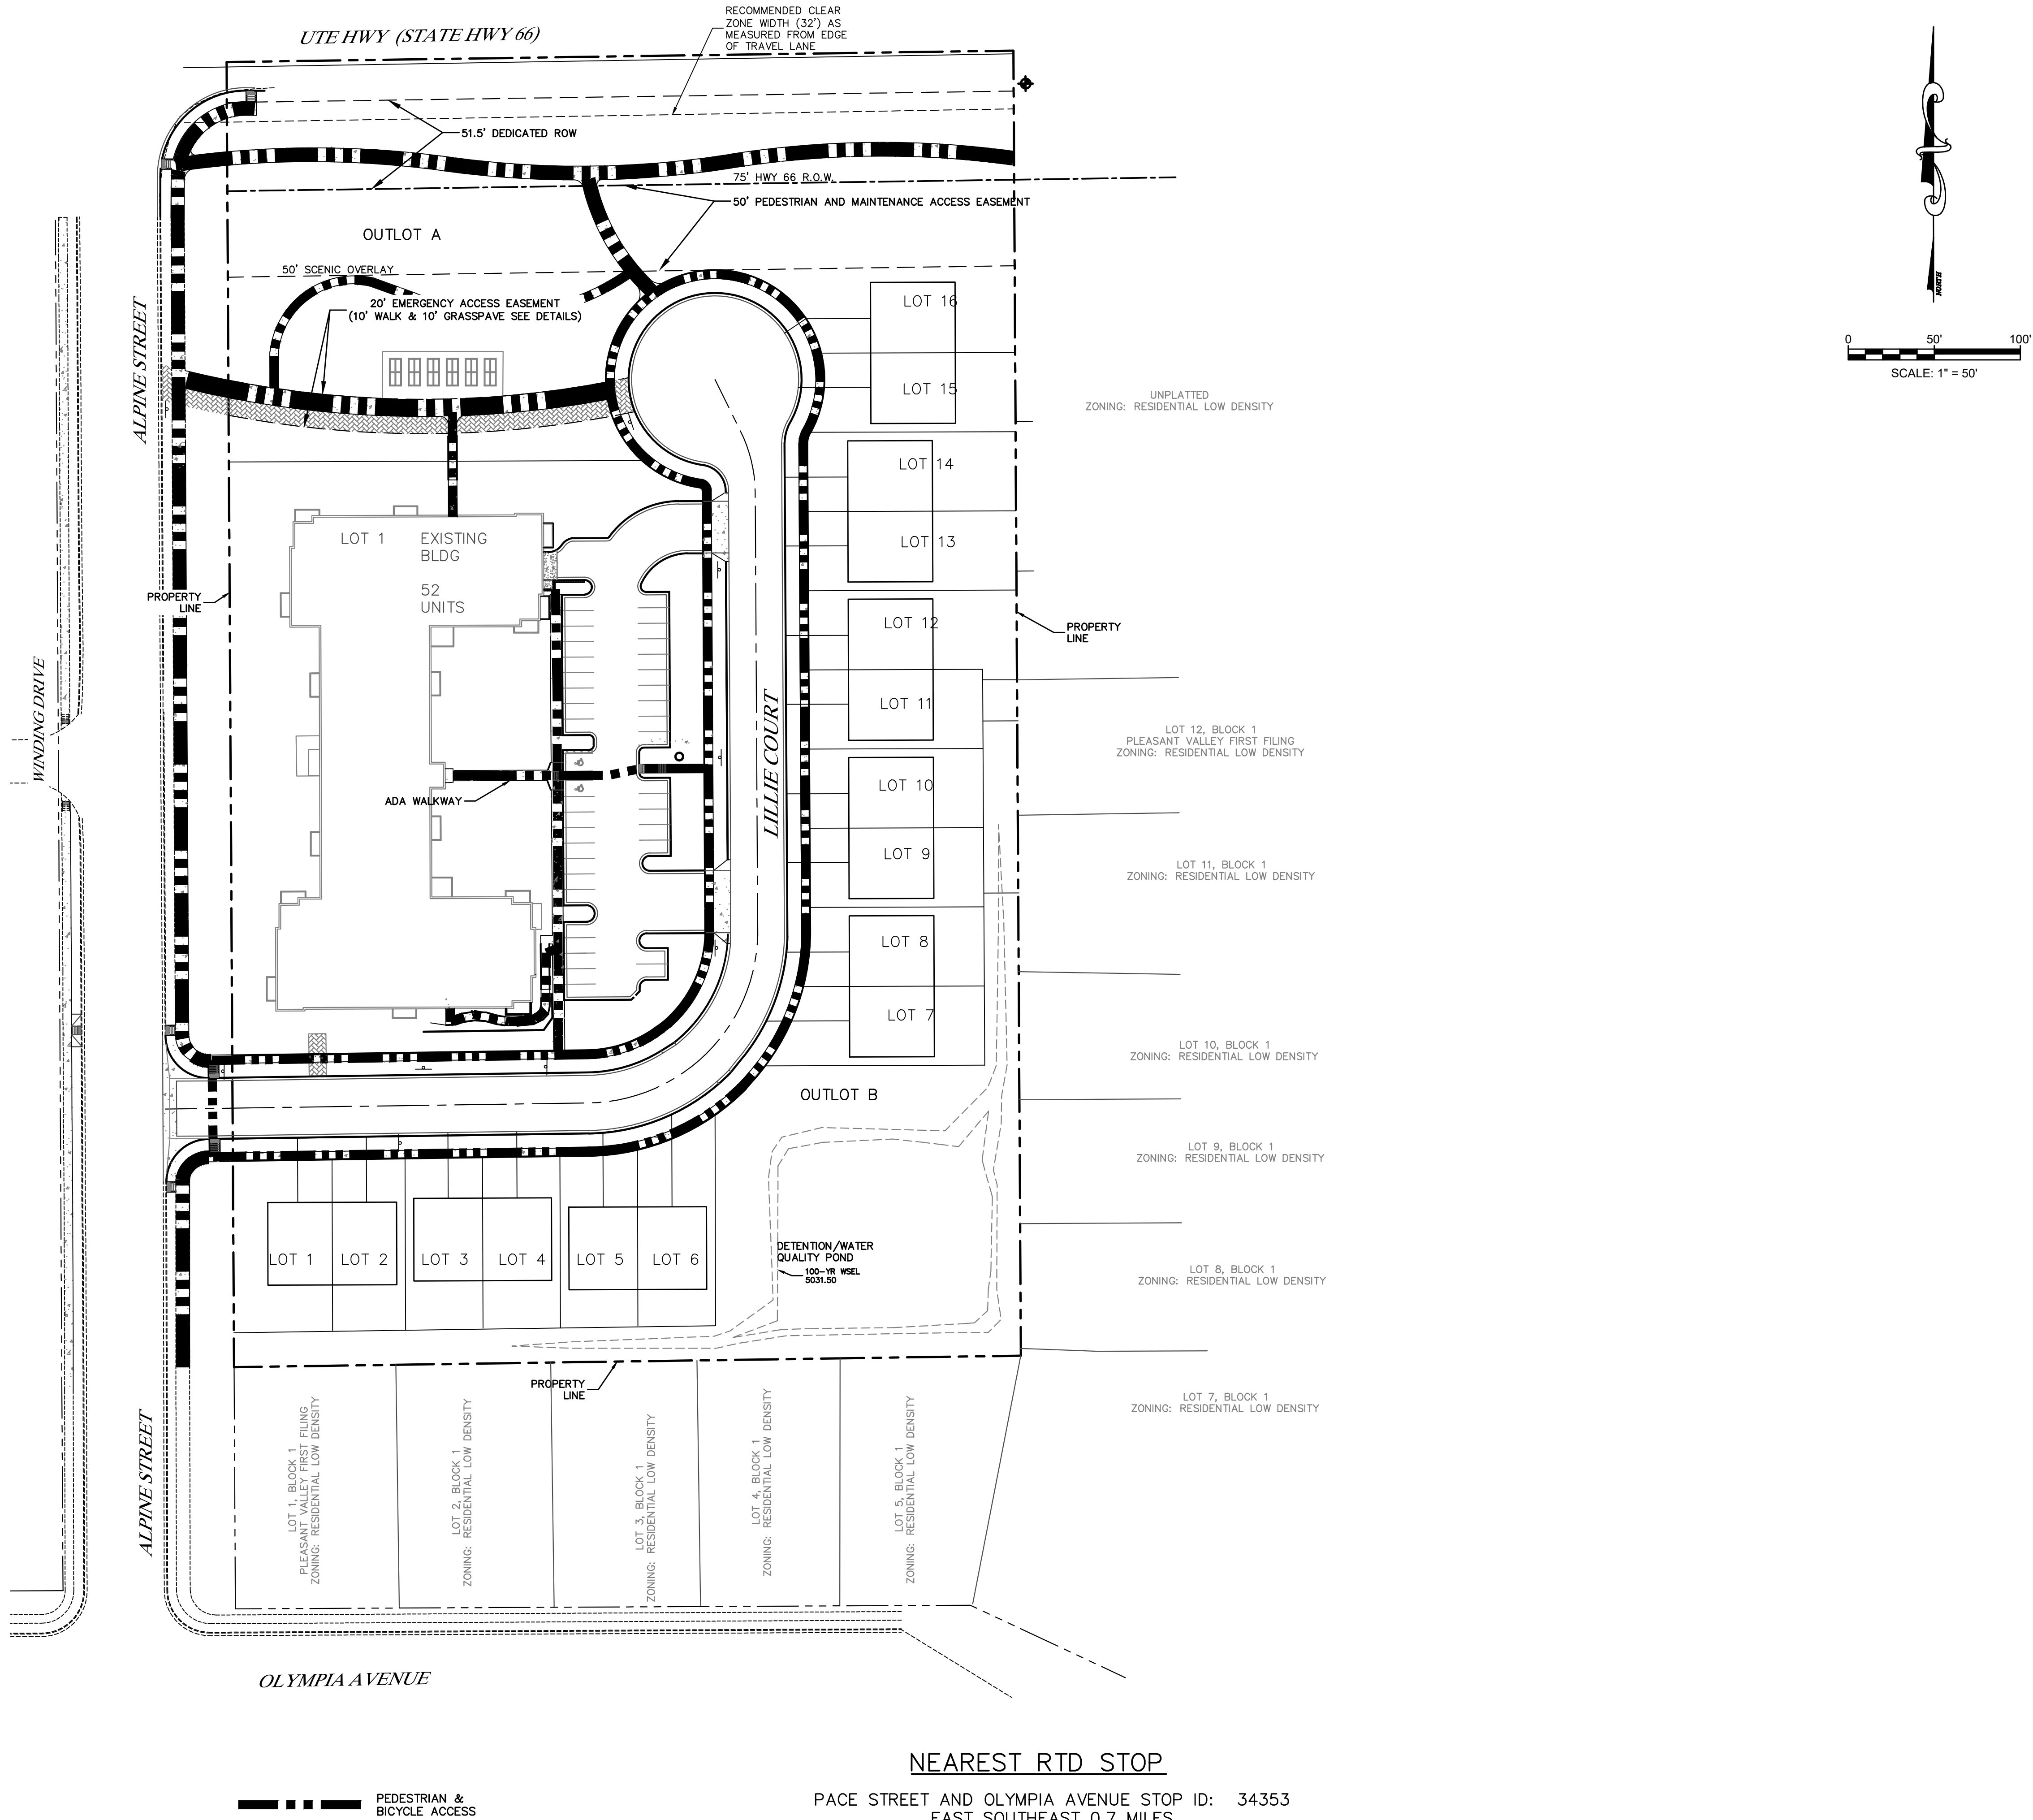 UTE HWY (STATE HWY 66)
RECOMMENDED CLEAR
ZONE WIDTH (32') AS
MEASURED FROM EDGE
OF TRAVEL LANE
51.5' DEDICATED ROW
75' HWY 66 R.O.W.
50' PEDESTRIAN AND MAINTENANCE ACCESS EASEMENT
OUTLOT A
50' SCENIC OVERLAY
20' EMERGENCY ACCESS EASEMENT
(10' WALK & 10' GRASSPAVE SEE DETAILS)
NORTH
0 50' 100'
SCALE: 1" = 50'
ALPINE STREET
LOT 16
LOT 15
UNPLATTED
ZONING: RESIDENTIAL LOW DENSITY
LOT 14
LOT 13
LOT 1
EXISTING
BLDG
52
UNITS
PROPERTY
LINE
LOT 12
LOT 11
PROPERTY
LINE
WINDING DRIVE
LILLIE COURT
ADA WALKWAY
LOT 12, BLOCK 1
PLEASANT VALLEY FIRST FILING
ZONING: RESIDENTIAL LOW DENSITY
LOT 10
LOT 9
LOT 11, BLOCK 1
ZONING: RESIDENTIAL LOW DENSITY
LOT 8
LOT 7
LOT 10, BLOCK 1
ZONING: RESIDENTIAL LOW DENSITY
OUTLOT B
LOT 9, BLOCK 1
ZONING: RESIDENTIAL LOW DENSITY
LOT 1
LOT 2
LOT 3
LOT 4
LOT 5
LOT 6
DETENTION/WATER
QUALITY POND
100-YR WSEL
5031.50
LOT 8, BLOCK 1
ZONING: RESIDENTIAL LOW DENSITY
PROPERTY
LINE
LOT 7, BLOCK 1
ZONING: RESIDENTIAL LOW DENSITY
ALPINE STREET
LOT 1, BLOCK 1
PLEASANT VALLEY FIRST FILING
ZONING: RESIDENTIAL LOW DENSITY
LOT 2, BLOCK 1
ZONING: RESIDENTIAL LOW DENSITY
LOT 3, BLOCK 1
ZONING: RESIDENTIAL LOW DENSITY
LOT 4, BLOCK 1
ZONING: RESIDENTIAL LOW DENSITY
LOT 5, BLOCK 1
ZONING: RESIDENTIAL LOW DENSITY
OLYMPIA AVENUE
NEAREST RTD STOP
PACE STREET AND OLYMPIA AVENUE STOP ID: 34353
EAST SOUTHEAST 0.7 MILES
PEDESTRIAN &
BICYCLE ACCESS